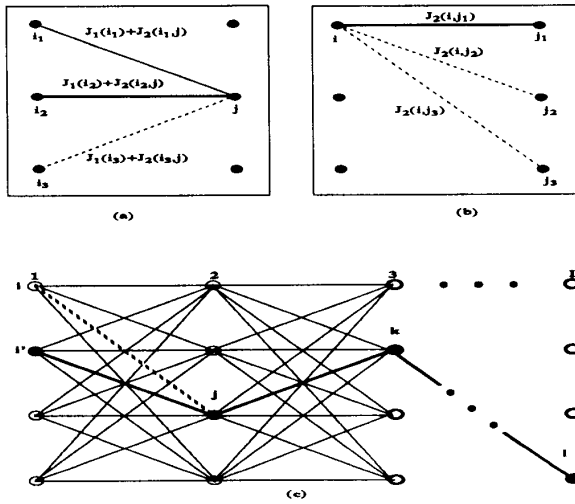 i1
J1(i1)+J2(i1,j)
J1(i2)+J2(i2,j)
i2
j
J1(i3)+J2(i3,j)
i3
(a)
J2(i,j1)
i
j1
J2(i,j2)
j2
J2(i,j3)
j3
(b)
1 2 3
i
i'
k
j
l
(c)